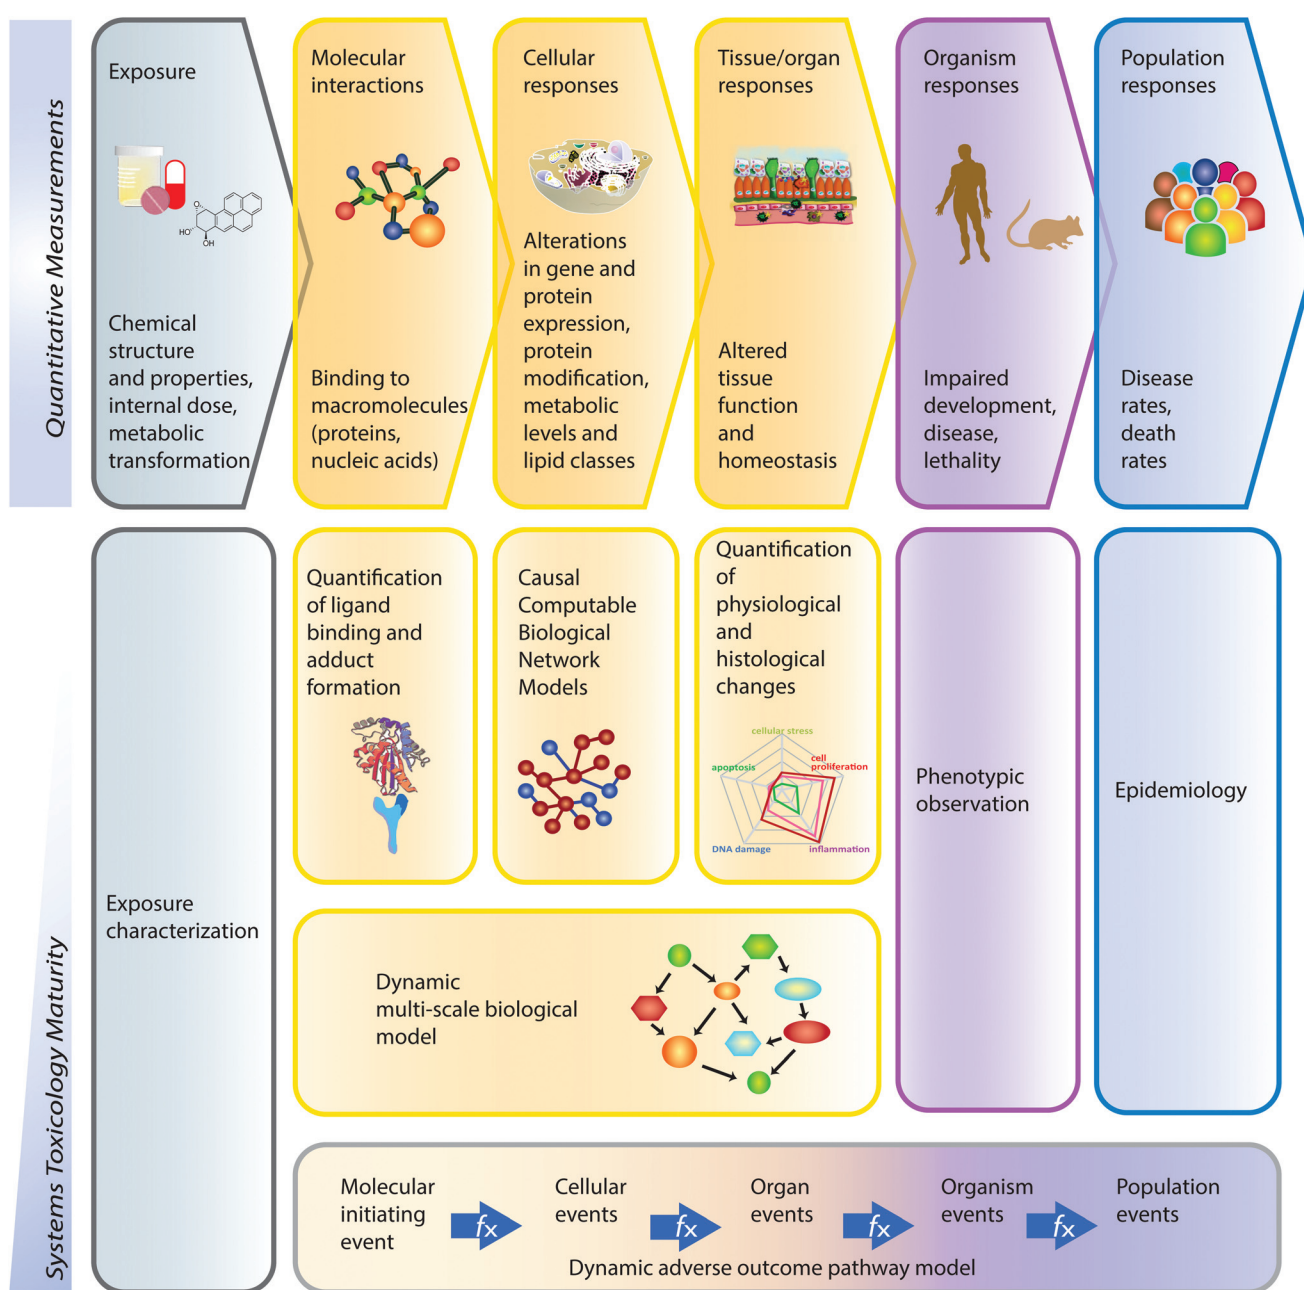 Quantitative Measurements
Exposure
O
HO
OH
Chemical
structure
and properties,
internal dose,
metabolic
transformation
Molecular
interactions
Binding to
macromolecules
(proteins,
nucleic acids)
Cellular
responses
Alterations
in gene and
protein
expression,
protein
modification,
metabolic
levels and
lipid classes
Tissue/organ
responses
Altered
tissue
function
and
homeostasis
Organism
responses
Impaired
development,
disease,
lethality
Population
responses
Disease
rates,
death
rates
Systems Toxicology Maturity
Exposure
characterization
Quantification
of ligand
binding and
adduct
formation
Causal
Computable
Biological
Network
Models
Quantification
of
physiological
and
histological
changes
cellular stress
apoptosis
cell
proliferation
DNA damage
inflammation
Phenotypic
observation
Epidemiology
Dynamic
multi-scale biological
model
Molecular
initiating
event
fx
Cellular
events
fx
Organ
events
fx
Organism
events
fx
Population
events
Dynamic adverse outcome pathway model